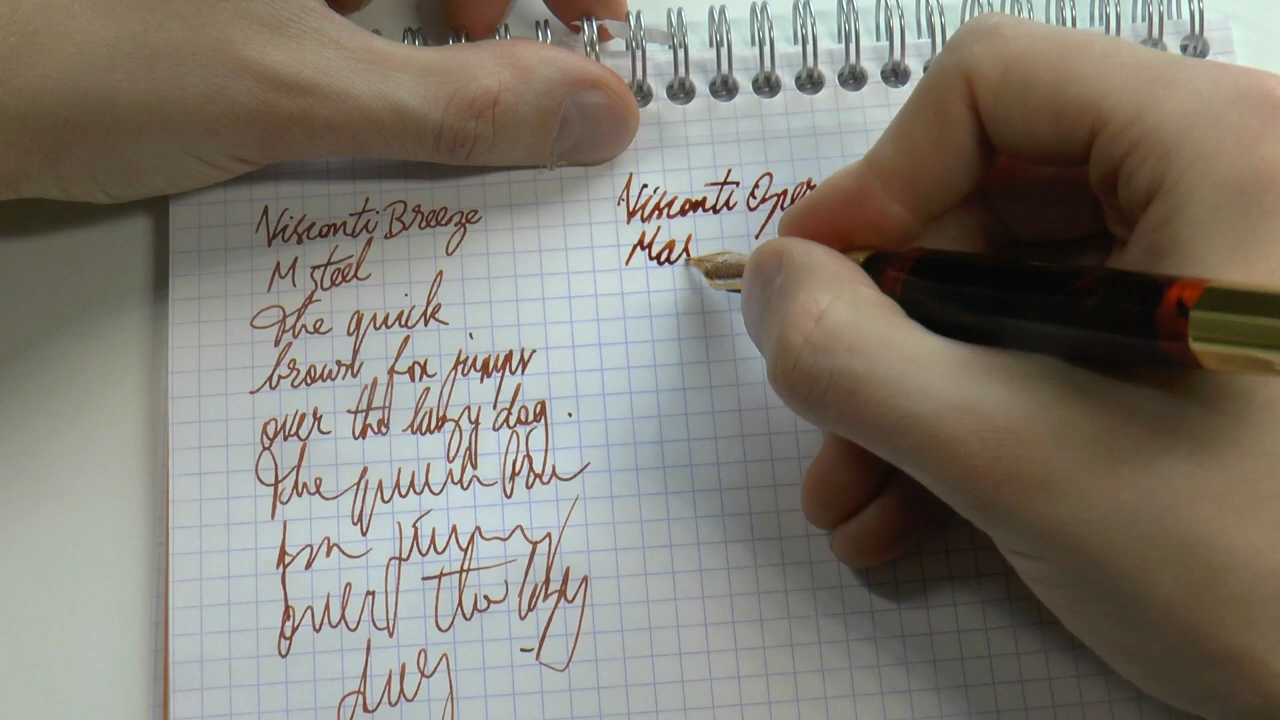 Visconti Breeze
M steel
The quick
brown fox jumps
over the lazy dog.
The quick
jumps
over the lazy
dog
Visconti Oper
Mas